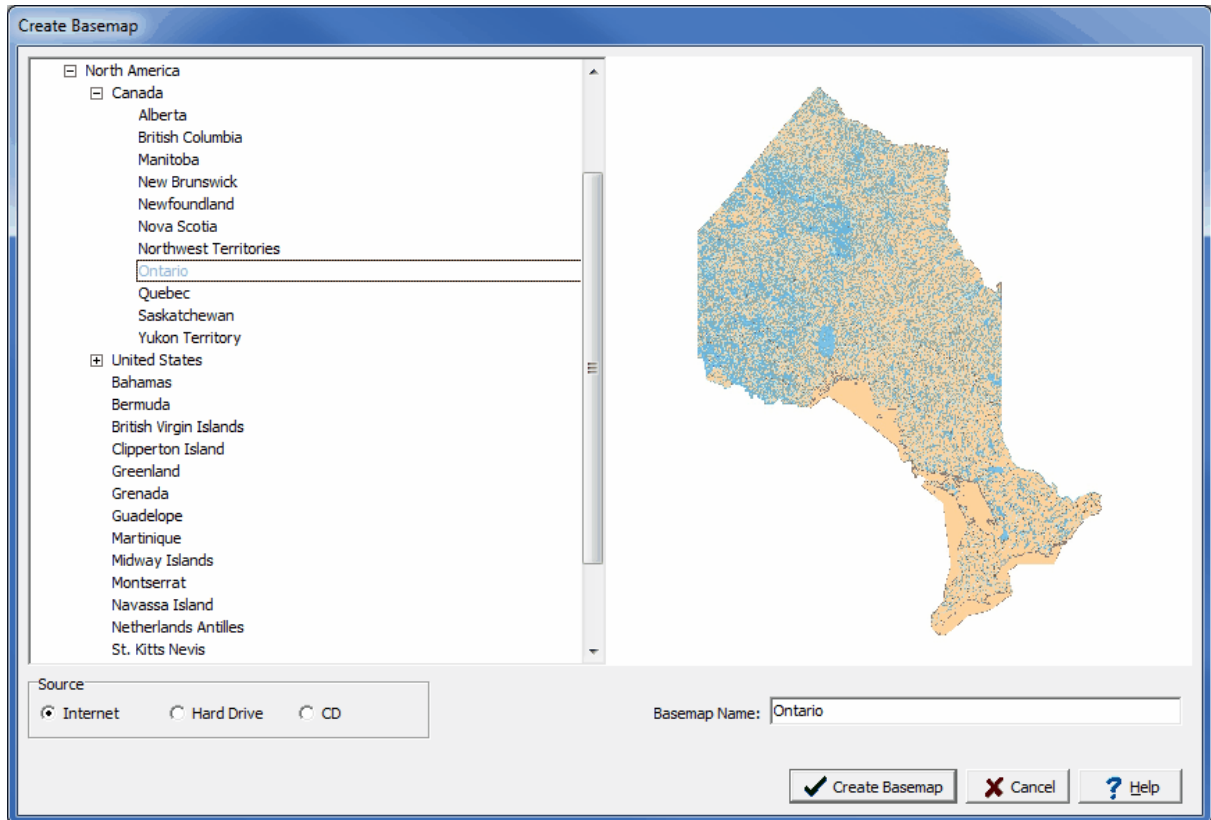 Create Basemap
North America
Canada
Alberta
British Columbia
Manitoba
New Brunswick
Newfoundland
Nova Scotia
Northwest Territories
Ontario
Quebec
Saskatchewan
Yukon Territory
United States
Bahamas
Bermuda
British Virgin Islands
Clipperton Island
Greenland
Grenada
Guadelope
Martinique
Midway Islands
Montserrat
Navassa Island
Netherlands Antilles
St. Kitts Nevis
Source
Internet Hard Drive CD
Basemap Name: Ontario
Create Basemap Cancel Help